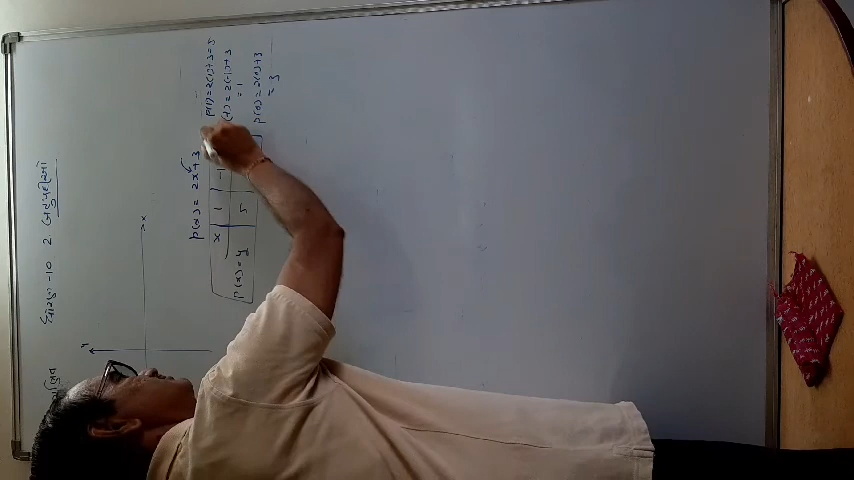 ધોરણ-10 2. બહુપદીઓ
y
x
p(x) = 2x+3
x 1 -1
p(x)=y 5
p(1)=2(1)+3=5
(-1)=2(-1)+3
=1
p(0)=2(0)+3
=3